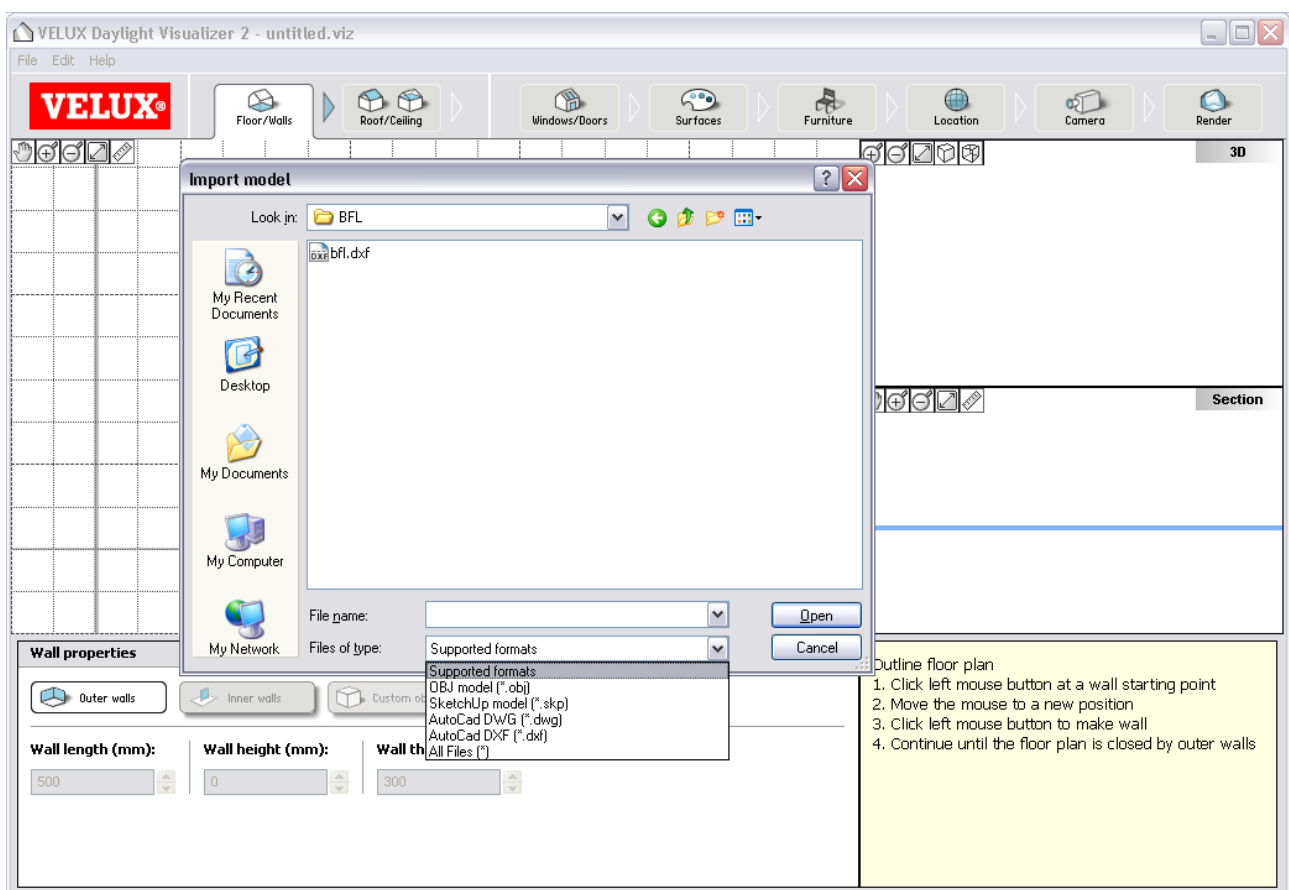 VELUX Daylight Visualizer 2 - untitled.viz
File Edit Help
VELUX®
Floor/Walls
Roof/Ceiling
Windows/Doors
Surfaces
Furniture
Location
Camera
Render
3D
Import model
Look in: BFL
DXF bfl.dxf
My Recent
Documents
Desktop
My Documents
My Computer
My Network
Section
File name:
Open
Files of type: Supported formats
Cancel
Supported formats
OBJ model (*.obj)
SketchUp model (*.skp)
AutoCad DWG (*.dwg)
AutoCad DXF (*.dxf)
All Files (*)
Wall properties
Outer walls
Inner walls
Custom ob
Wall length (mm):
Wall height (mm):
Wall th
500
0
300
Outline floor plan
1. Click left mouse button at a wall starting point
2. Move the mouse to a new position
3. Click left mouse button to make wall
4. Continue until the floor plan is closed by outer walls